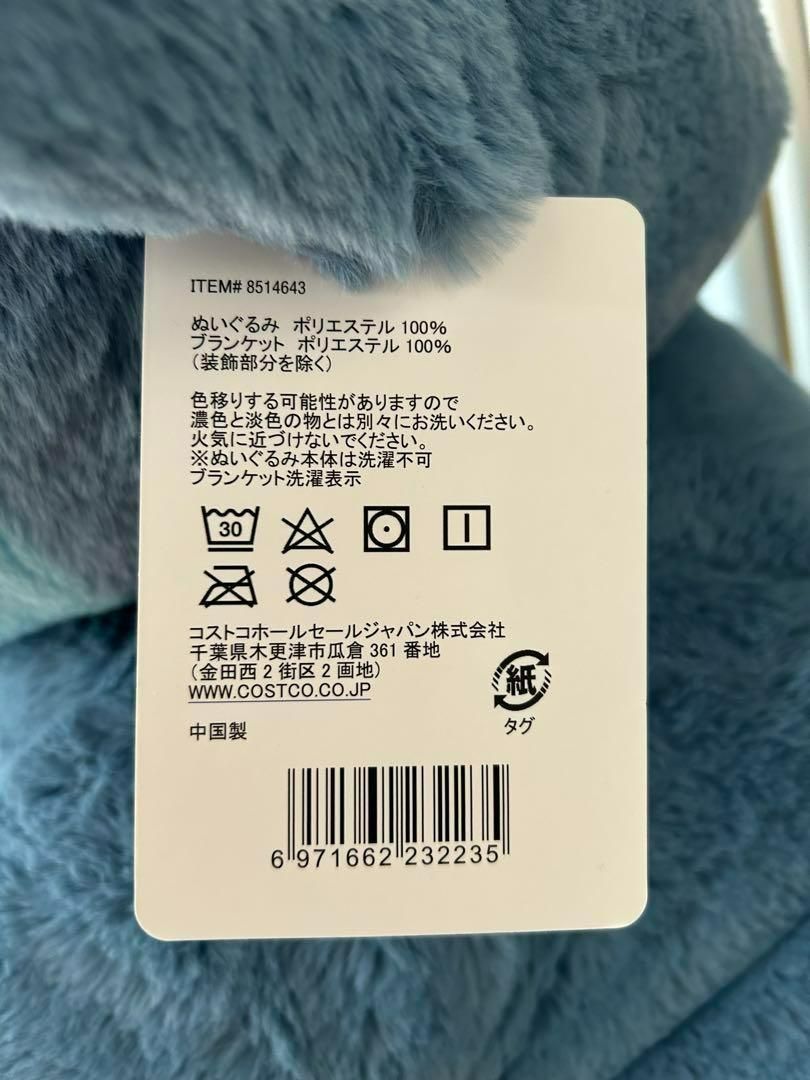 ITEM# 8514643
ぬいぐるみ ポリエステル 100%
ブランケット ポリエステル 100%
（装飾部分を除く）
色移りする可能性がありますので
濃色と淡色の物とは別々にお洗いください。
火気に近づけないでください。
※ぬいぐるみ本体は洗濯不可
ブランケット洗濯表示
30
コストコホールセールジャパン株式会社
千葉県木更津市瓜倉 361 番地
（金田西 2 街区 2 画地）
WWW.COSTCO.CO.JP
紙
タグ
中国製
6 971662 232235